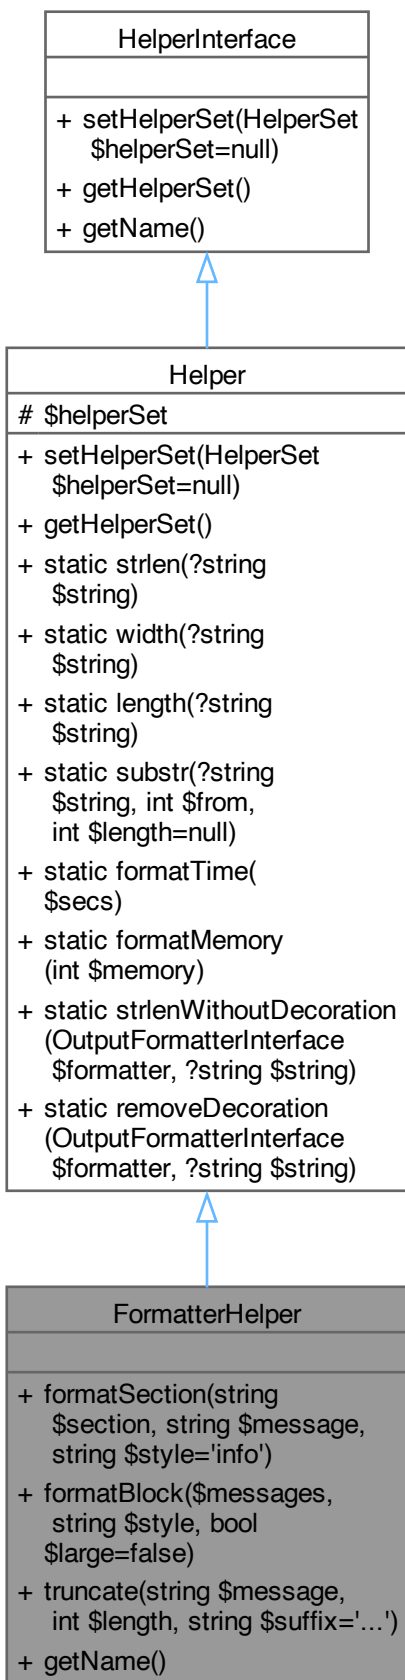 HelperInterface
+ setHelperSet(HelperSet
$helperSet=null)
+ getHelperSet()
+ getName()
Helper
# $helperSet
+ setHelperSet(HelperSet
$helperSet=null)
+ getHelperSet()
+ static strlen(?string
$string)
+ static width(?string
$string)
+ static length(?string
$string)
+ static substr(?string
$string, int $from,
int $length=null)
+ static formatTime(
$secs)
+ static formatMemory
(int $memory)
+ static strlenWithoutDecoration
(OutputFormatterInterface
$formatter, ?string $string)
+ static removeDecoration
(OutputFormatterInterface
$formatter, ?string $string)
FormatterHelper
+ formatSection(string
$section, string $message,
string $style='info')
+ formatBlock($messages,
string $style, bool
$large=false)
+ truncate(string $message,
int $length, string $suffix='...')
+ getName()